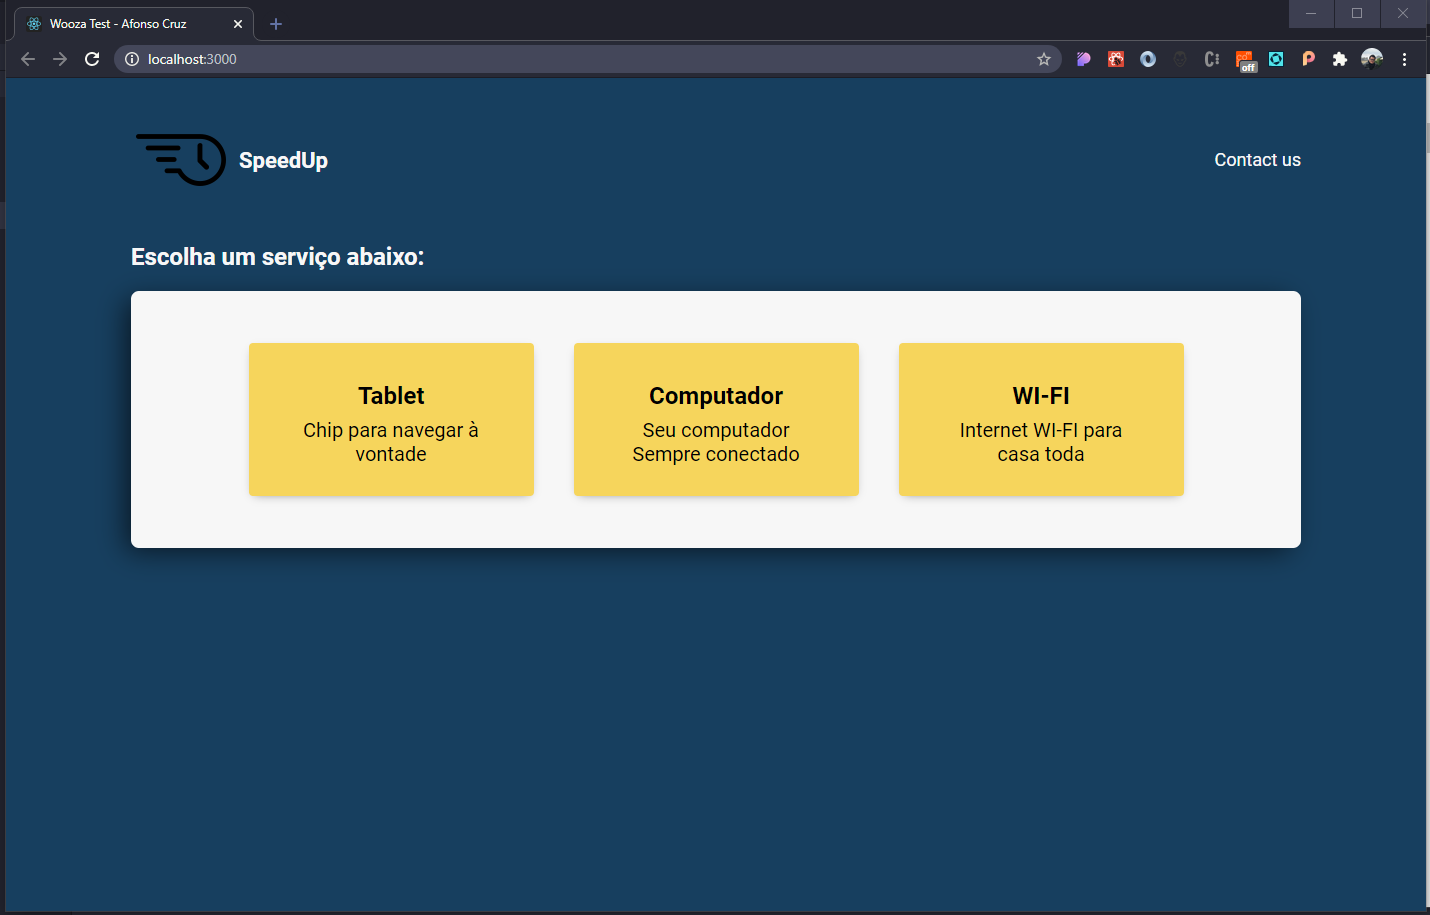 Wooza Test - Afonso Cruz
localhost:3000
off
SpeedUp
Contact us
Escolha um serviço abaixo:
Tablet
Chip para navegar à
vontade
Computador
Seu computador
Sempre conectado
WI-FI
Internet WI-FI para
casa toda